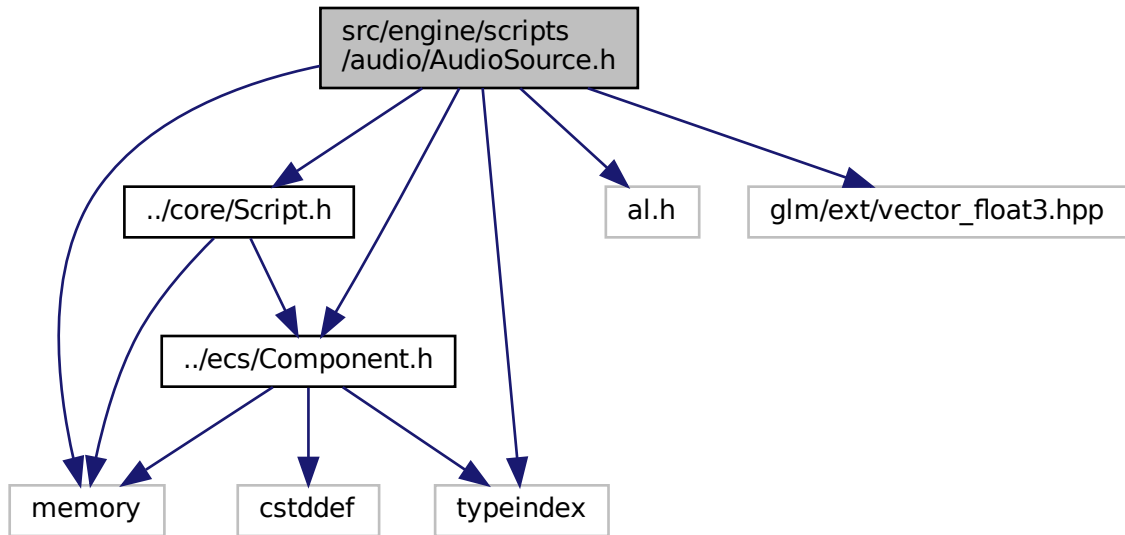 src/engine/scripts
/audio/AudioSource.h
../core/Script.h
al.h
glm/ext/vector_float3.hpp
../ecs/Component.h
memory
cstddef
typeindex